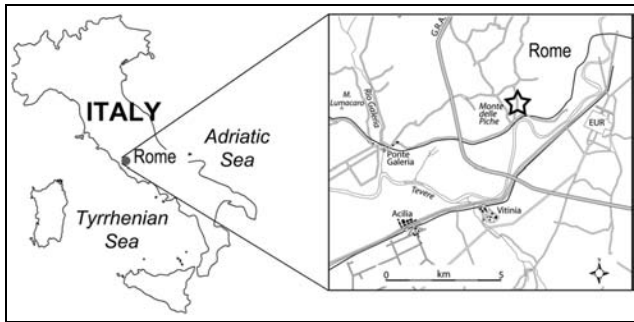 ITALY
Rome
Adriatic
Sea
Tyrrhenian
Sea
G.R.A.
Rome
M.
Lumacaro
Rio Galeria
Monte
delle
Piche
EUR
Ponte
Galeria
Tevere
Acilia
Vitinia
0 km 5